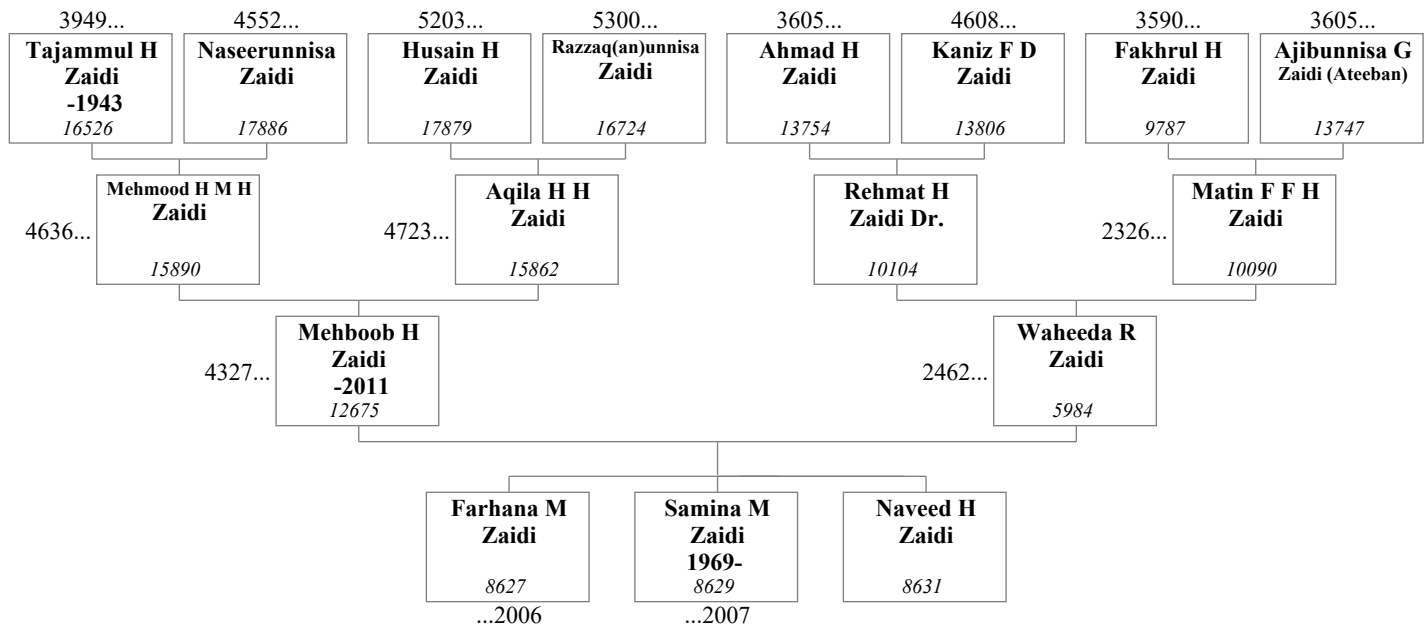 3949...
4552...
5203...
5300...
3605...
4608...
3590...
3605...
Tajammul H
Zaidi
-1943
16526
Naseerunnisa
Zaidi
17886
Husain H
Zaidi
17879
Razzaq(an)unnisa
Zaidi
16724
Ahmad H
Zaidi
13754
Kaniz F D
Zaidi
13806
Fakhrul H
Zaidi
9787
Ajibunnisa G
Zaidi (Ateeban)
13747
4636...
Mehmood H M H
Zaidi
15890
4723...
Aqila H H
Zaidi
15862
Rehmat H
Zaidi Dr.
10104
2326...
Matin F F H
Zaidi
10090
4327...
Mehboob H
Zaidi
-2011
12675
2462...
Waheeda R
Zaidi
5984
Farhana M
Zaidi
8627
...2006
Samina M
Zaidi
1969-
8629
...2007
Naveed H
Zaidi
8631